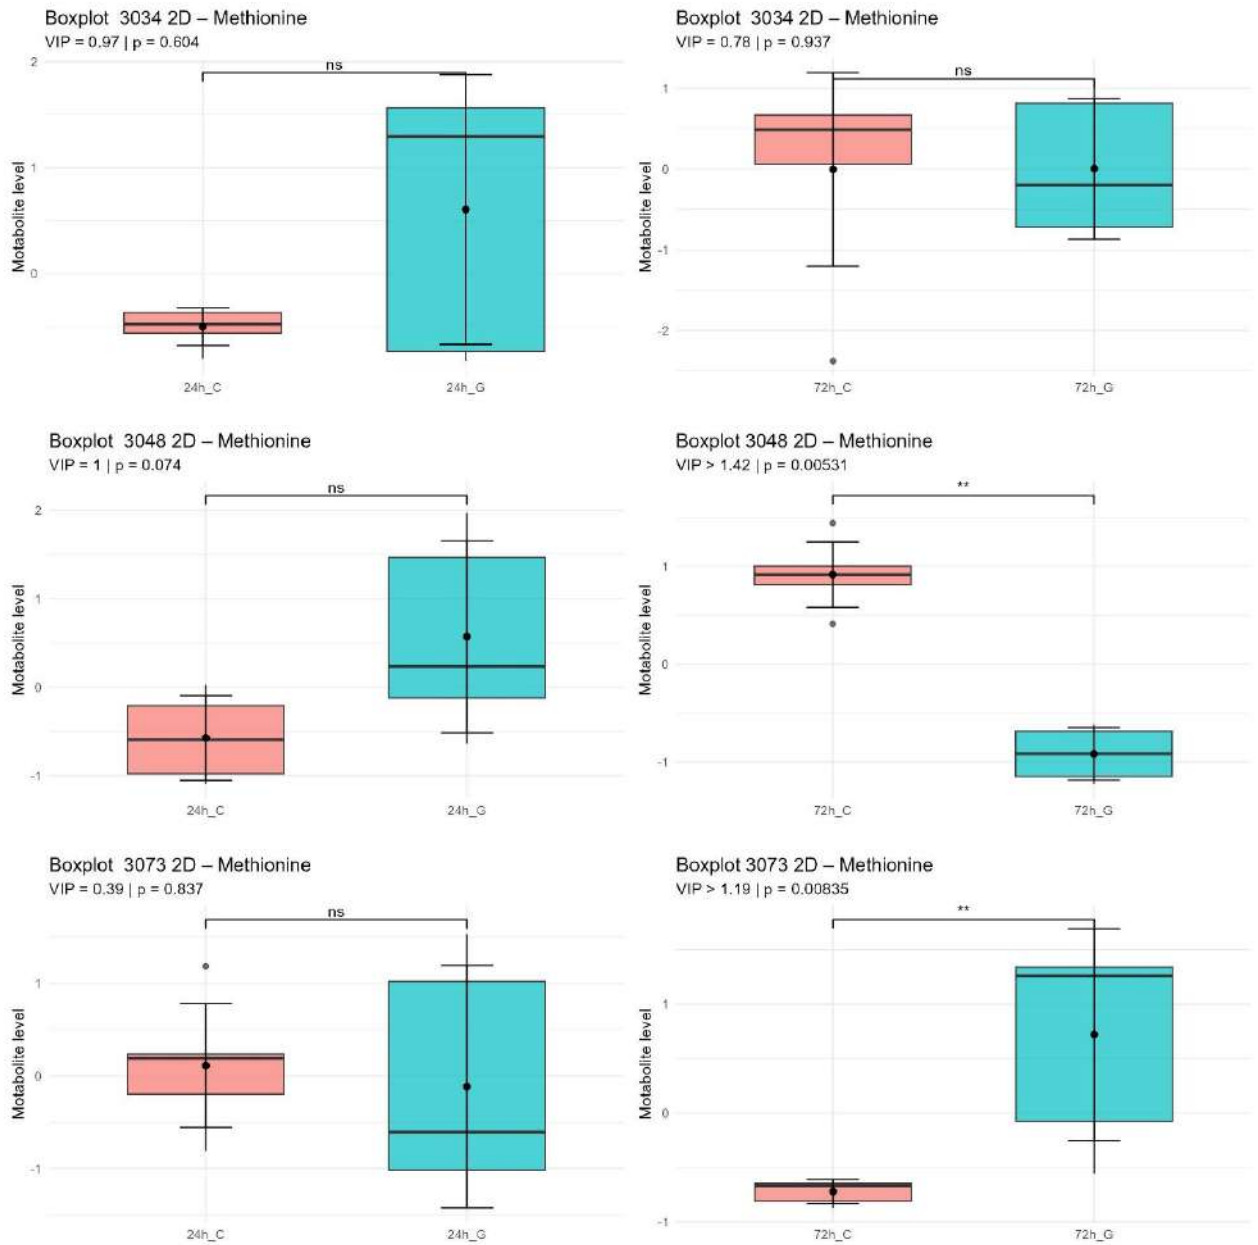 Boxplot 3034 2D – Methionine
VIP = 0.97 | p = 0.604
ns
2
1
0
Motabolite level
24h_C
24h_G
Boxplot 3034 2D – Methionine
VIP = 0.78 | p = 0.937
ns
1
0
-1
-2
Motabolite level
72h_C
72h_G
Boxplot 3048 2D – Methionine
VIP = 1 | p = 0.074
ns
2
1
0
-1
Motabolite level
24h_C
24h_G
Boxplot 3048 2D – Methionine
VIP > 1.42 | p = 0.00531
**
1
0
-1
Motabolite level
72h_C
72h_G
Boxplot 3073 2D – Methionine
VIP = 0.39 | p = 0.837
ns
1
0
-1
Motabolite level
24h_C
24h_G
Boxplot 3073 2D – Methionine
VIP > 1.19 | p = 0.00835
**
1
0
-1
Motabolite level
72h_C
72h_G